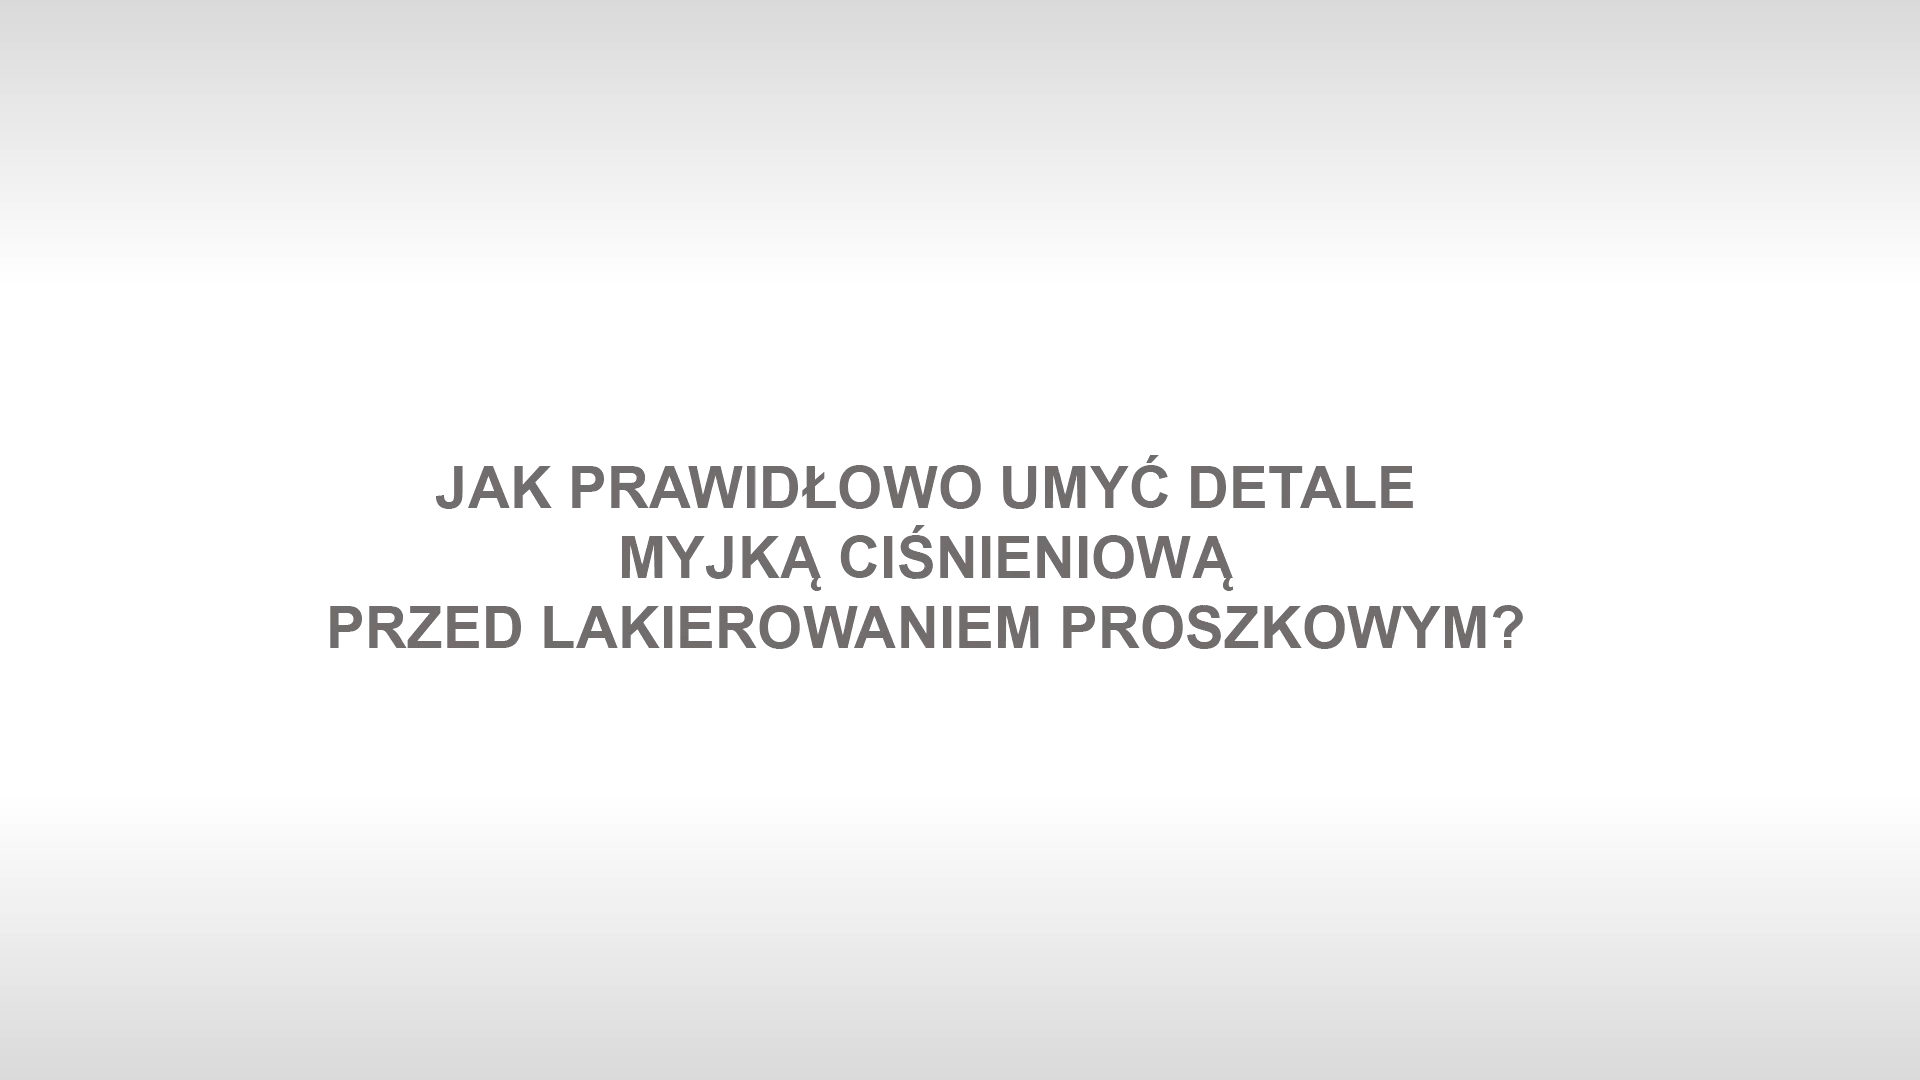 JAK PRAWIDŁOWO UMYĆ DETALE
MYJKĄ CIŚNIENIOWĄ
PRZED LAKIEROWANIEM PROSZKOWYM?